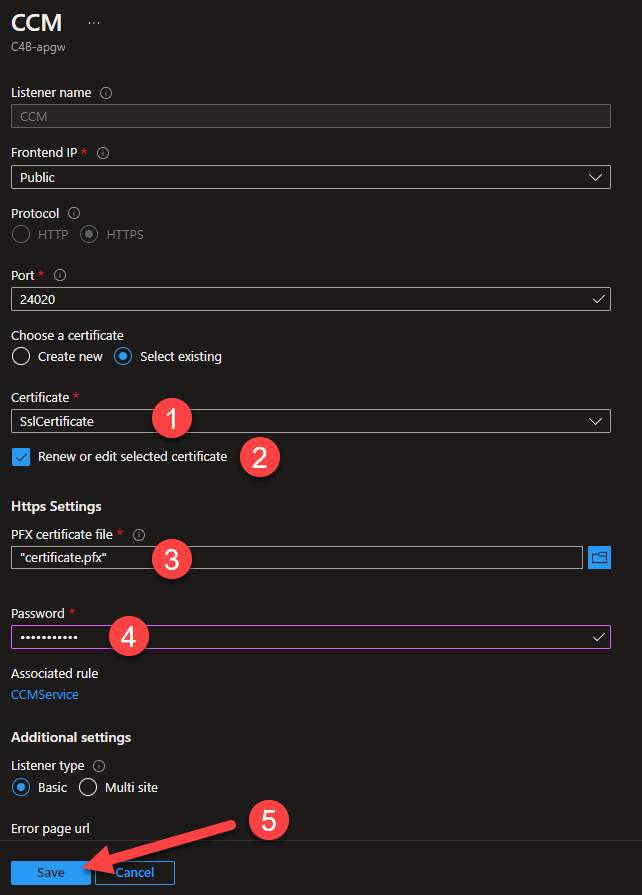 CCM ...
C4B-apgw
Listener name
CCM
Frontend IP *
Public
Protocol
HTTP HTTPS
Port *
24020
Choose a certificate
Create new Select existing
Certificate *
SslCertificate 1
Renew or edit selected certificate 2
Https Settings
PFX certificate file *
"certificate.pfx" 3
Password *
••••••••••• 4
Associated rule
CCMService
Additional settings
Listener type
Basic Multi site
5
Error page url
Save Cancel